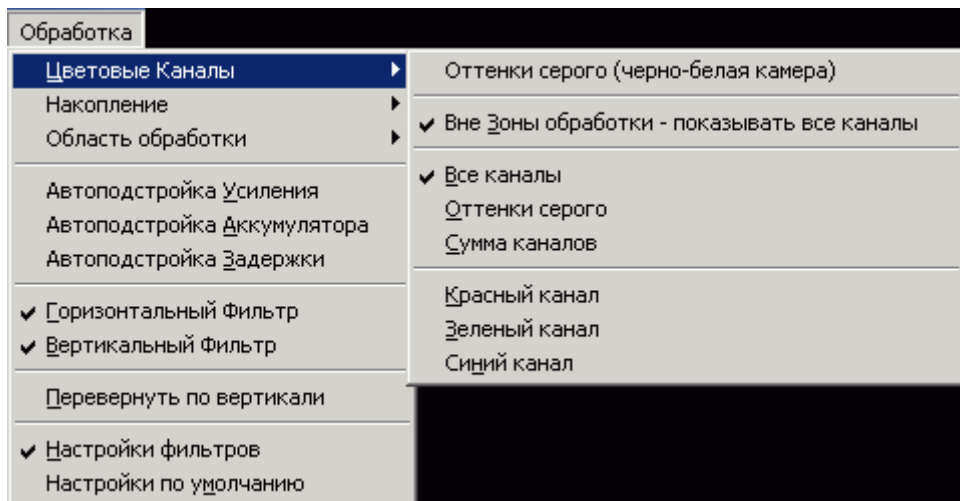 Обработка
Цветовые Каналы
Накопление
Область обработки
Автоподстройка Усиления
Автоподстройка Аккумулятора
Автоподстройка Задержки
Горизонтальный Фильтр
Вертикальный Фильтр
Перевернуть по вертикали
Настройки фильтров
Настройки по умолчанию
Оттенки серого (черно-белая камера)
Вне Зоны обработки - показывать все каналы
Все каналы
Оттенки серого
Сумма каналов
Красный канал
Зеленый канал
Синий канал